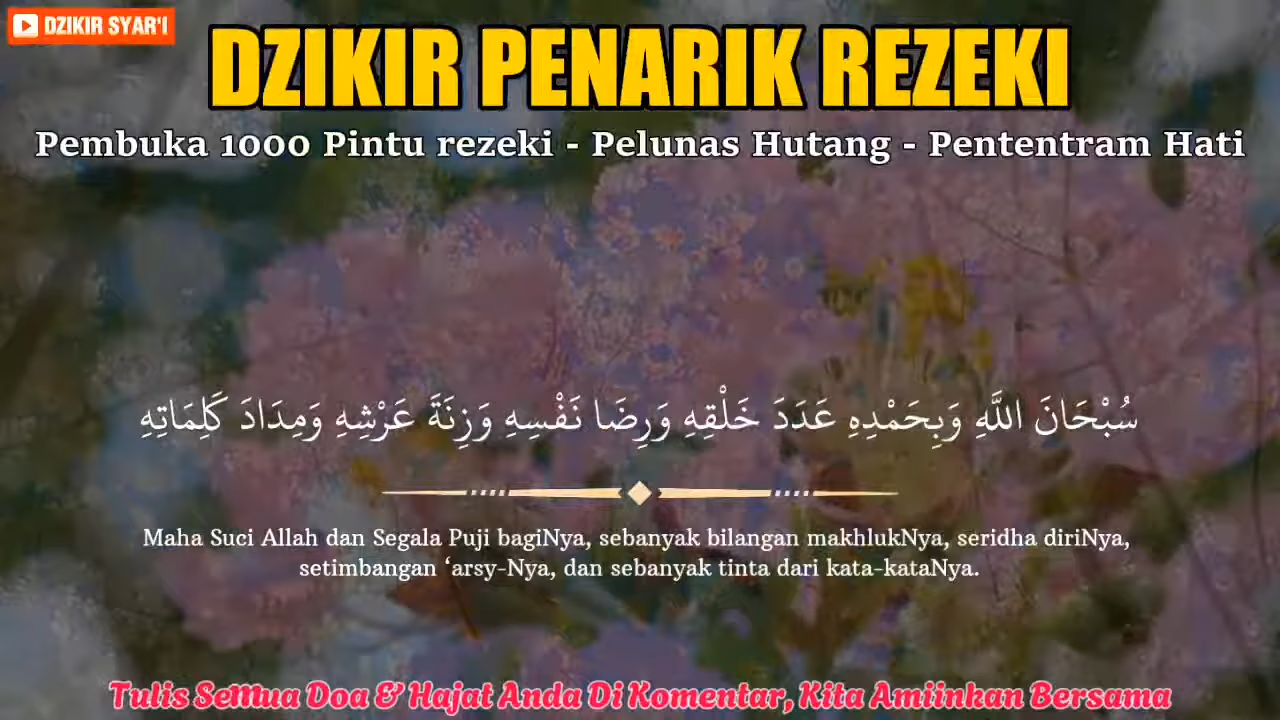 DZIKIR SYAR'I
DZIKIR PENARIK REZEKI
Pembuka 1000 Pintu rezeki - Pelunas Hutang - Pententram Hati
سُبْحَانَ اللَّهِ وَبِحَمْدِهِ عَدَدَ خَلْقِهِ وَرِضَا نَفْسِهِ وَزِنَةَ عَرْشِهِ وَمِدَادَ كَلِمَاتِهِ
Maha Suci Allah dan Segala Puji bagiNya, sebanyak bilangan makhlukNya, seridha diriNya,
setimbangan ‘arsy-Nya, dan sebanyak tinta dari kata-kataNya.
Tulis Semua Doa & Hajat Anda Di Komentar, Kita Amiinkan Bersama